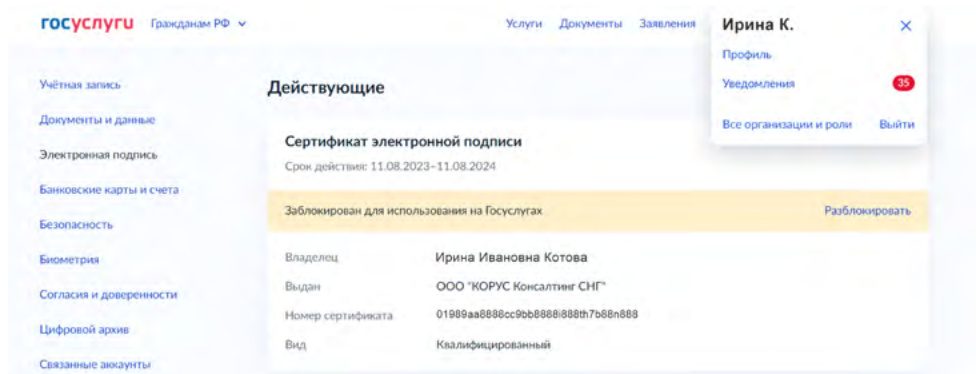 госуслуги Гражданам РФ Услуги Документы Заявления
Ирина К.
Профиль
Уведомления 35
Все организации и роли Выйти
Учётная запись
Документы и данные
Электронная подпись
Банковские карты и счета
Безопасность
Биометрия
Согласия и доверенности
Цифровой архив
Связанные аккаунты
Действующие
Сертификат электронной подписи
Срок действия: 11.08.2023–11.08.2024
Заблокирован для использования на Госуслугах Разблокировать
Владелец Ирина Ивановна Котова
Выдан ООО "КОРУС Консалтинг СНГ"
Номер сертификата 01989aa8888cc9bb8888i888th7b88n888
Вид Квалифицированный